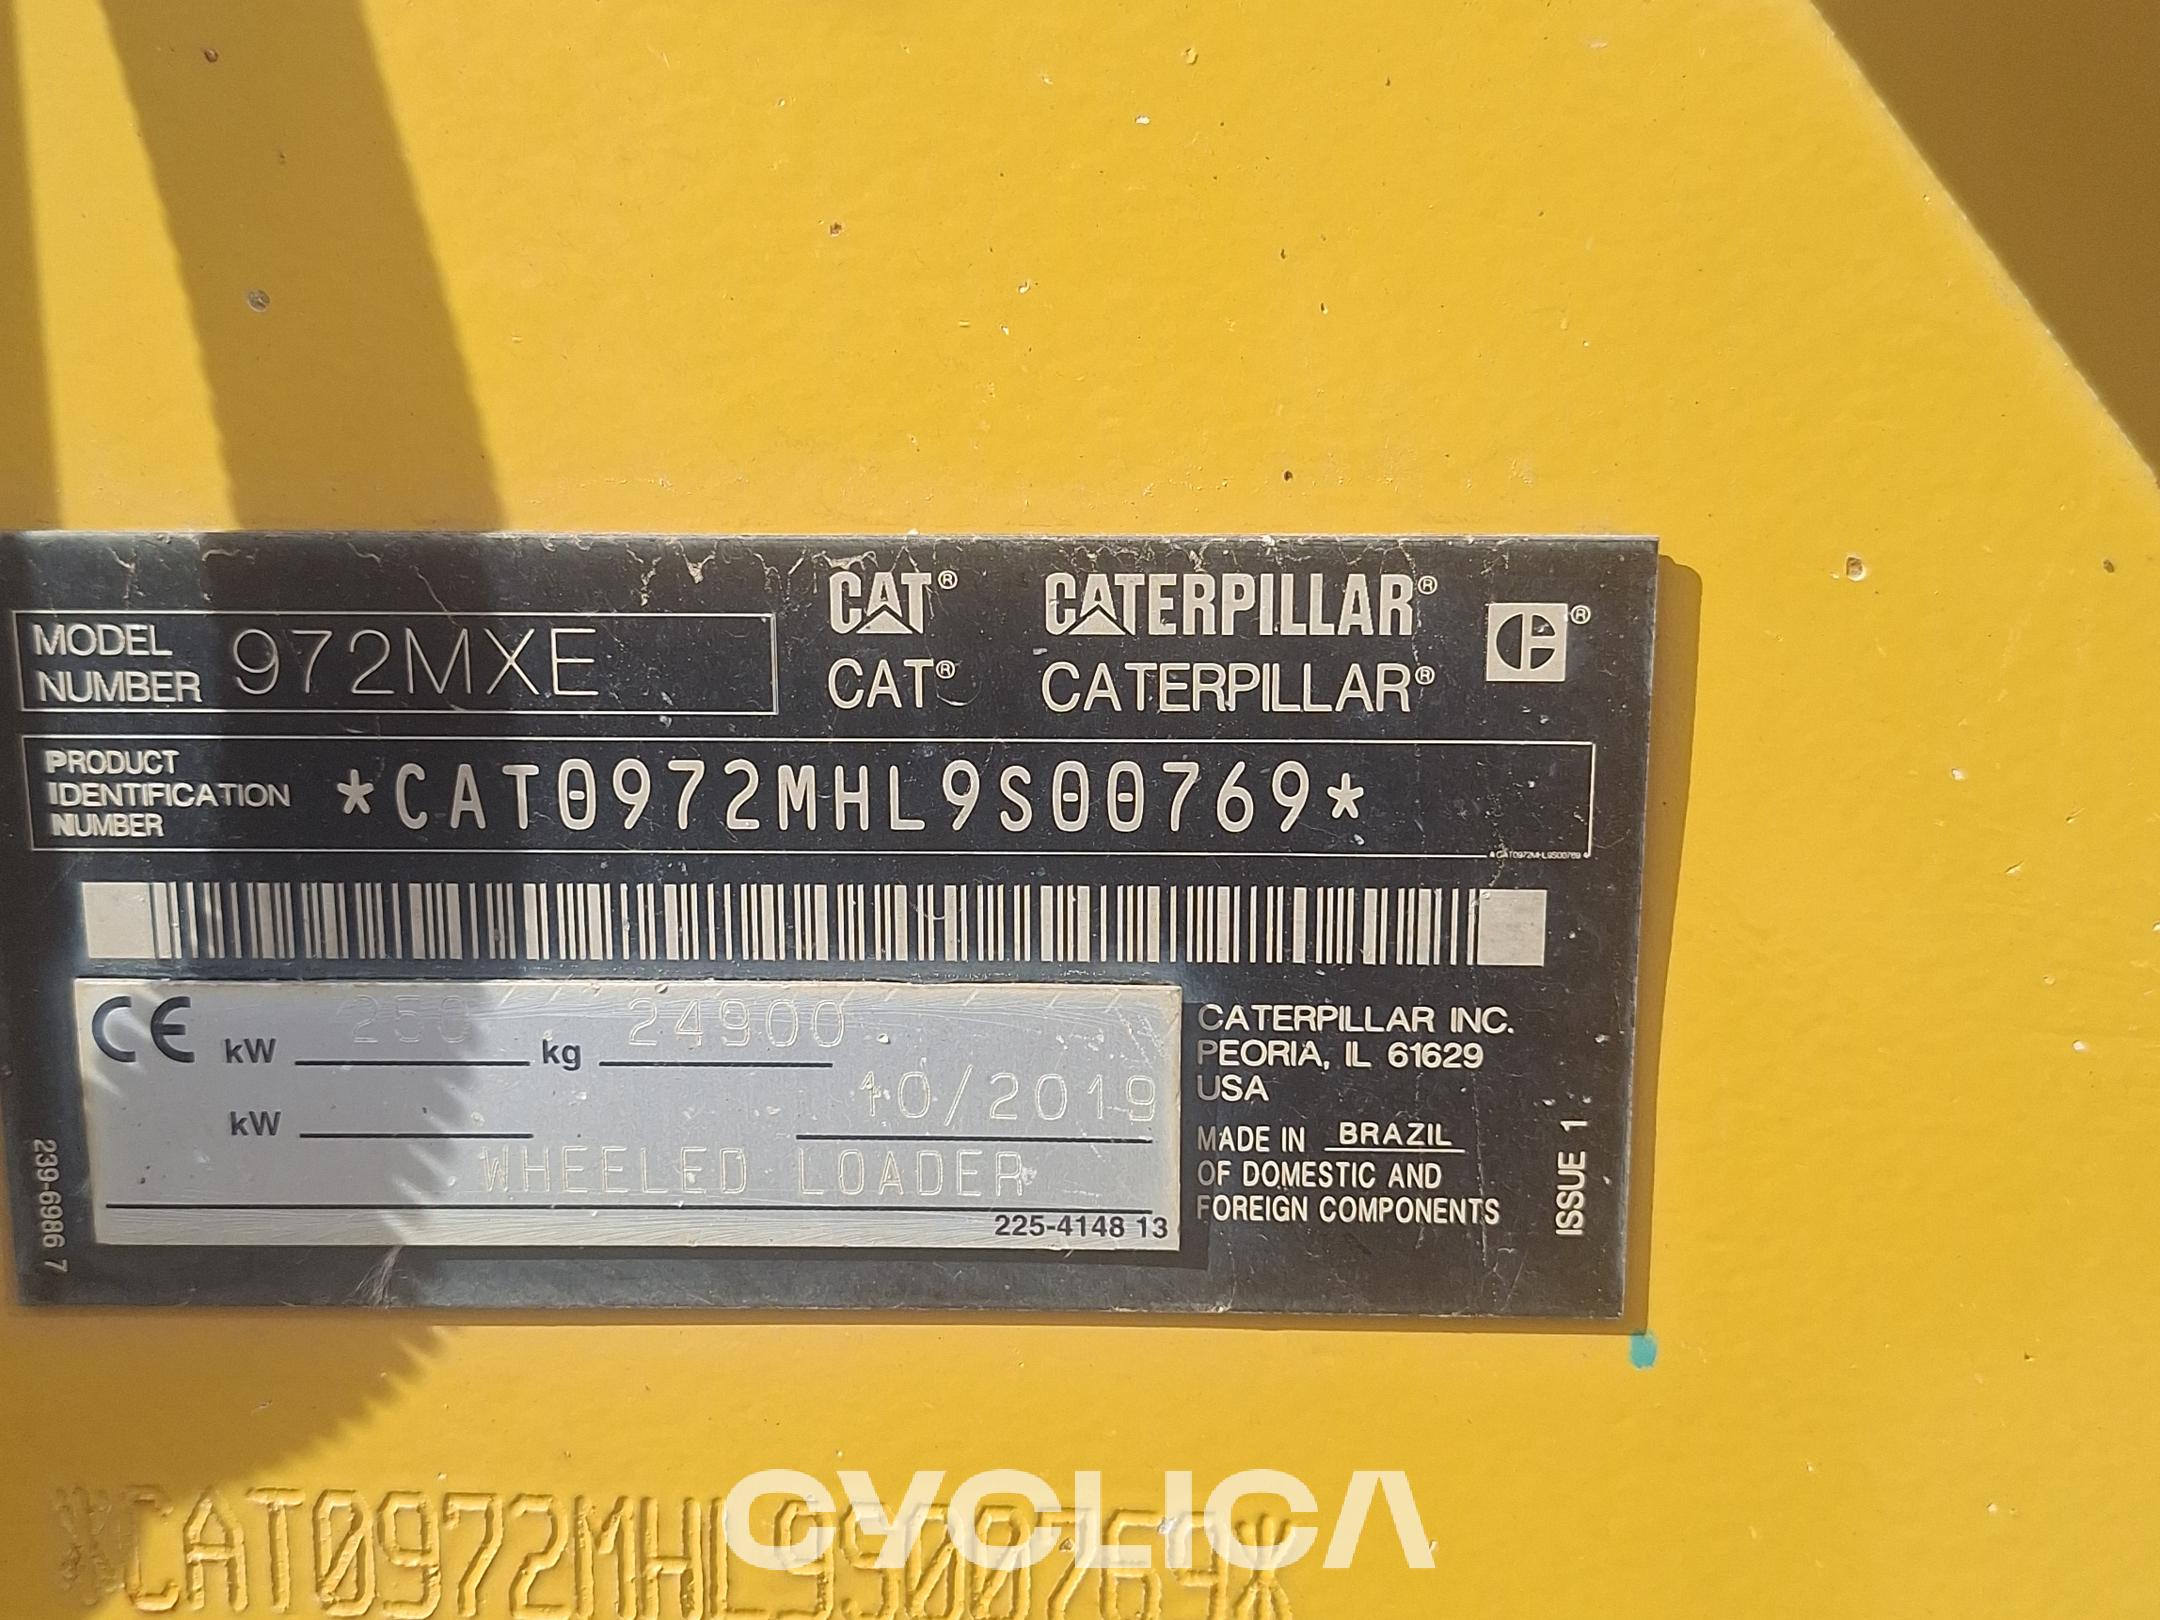 MODEL
NUMBER
972MXE
CAT® CATERPILLAR®
CAT® CATERPILLAR®
PRODUCT
IDENTIFICATION
NUMBER
*CAT0972MHL9S00769*
*CAT0972MHL9S00769*
CE kW 250 kg 24900
kW 10/2019
WHEELED LOADER
225-4148 13
CATERPILLAR INC.
PEORIA, IL 61629
USA
MADE IN BRAZIL
OF DOMESTIC AND
FOREIGN COMPONENTS
ISSUE 1
239-6986 7
*CAT0972MHL9S00769*
CYCLICA